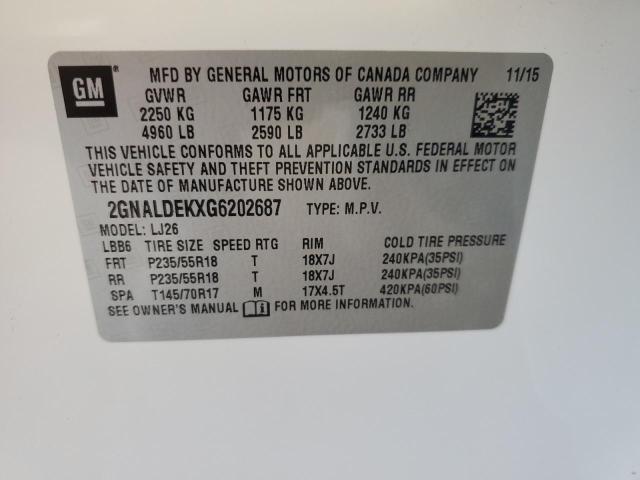 GM ® MFD BY GENERAL MOTORS OF CANADA COMPANY 11/15
GVWR GAWR FRT GAWR RR
2250 KG 1175 KG 1240 KG
4960 LB 2590 LB 2733 LB
THIS VEHICLE CONFORMS TO ALL APPLICABLE U.S. FEDERAL MOTOR
VEHICLE SAFETY AND THEFT PREVENTION STANDARDS IN EFFECT ON
THE DATE OF MANUFACTURE SHOWN ABOVE.
2GNALDEKXG6202687 TYPE: M.P.V.
MODEL: LJ26
LBB6 TIRE SIZE SPEED RTG RIM COLD TIRE PRESSURE
FRT P235/55R18 T 18X7J 240KPA(35PSI)
RR P235/55R18 T 18X7J 240KPA(35PSI)
SPA T145/70R17 M 17X4.5T 420KPA(60PSI)
SEE OWNER'S MANUAL FOR MORE INFORMATION.